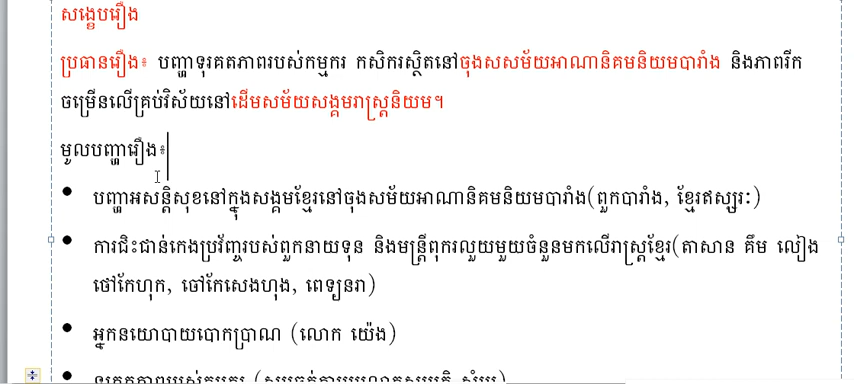 សង្ខេបរឿង
ប្រធានរឿង៖ បញ្ហាទុរគតភាពរបស់កម្មករ កសិករស្ថិតនៅចុងសសម័យអាណានិគមនិយមបារាំង និងភាពរីក
ចម្រើនលើគ្រប់វិស័យនៅដើមសម័យសង្គមរាស្ត្រនិយម។
មូលបញ្ហារឿង៖
• បញ្ហាអសន្តិសុខនៅក្នុងសង្គមខ្មែរនៅចុងសម័យអាណានិគមនិយមបារាំង(ពួកបារាំង, ខ្មែរឥស្សរៈ)
• ការជិះជាន់កេងប្រវ័ញ្ចរបស់ពួកនាយទុន និងមន្ត្រីពុករលួយមួយចំនួនមកលើរាស្ត្រខ្មែរ(តាសាន គឹម លៀង
ថៅកែហុក, ចៅកែសេងហុង, ពេទ្យនរា)
• អ្នកនយោបាយបោកប្រាណ (លោក យ៉េង)